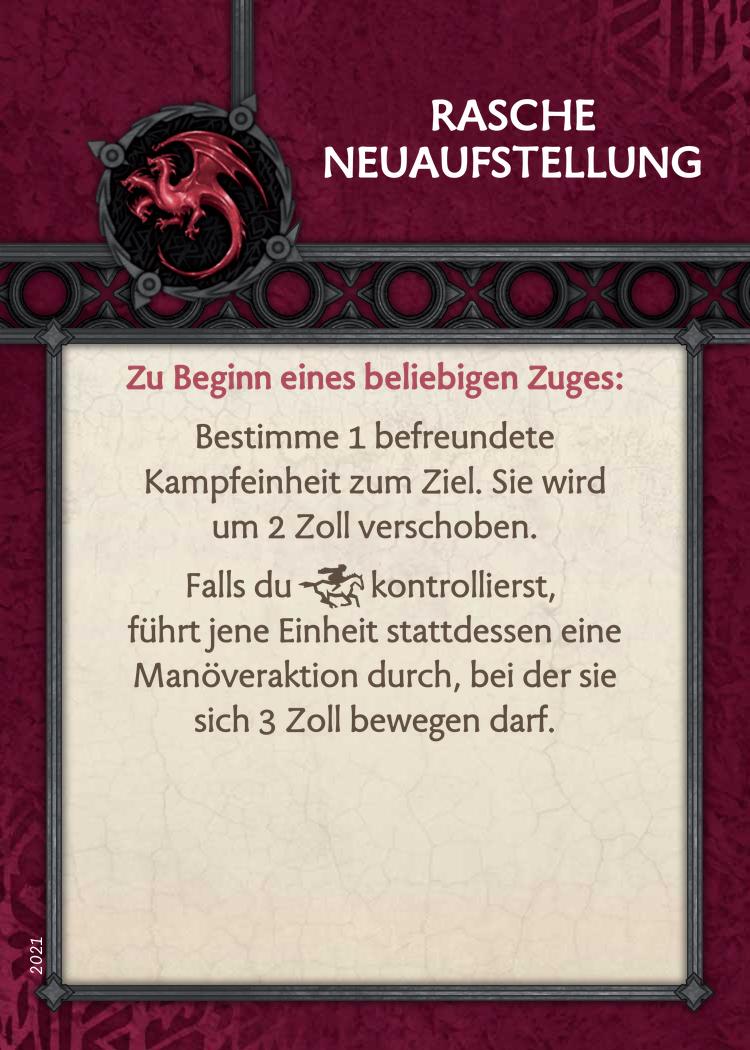 RASCHE
NEUAUFSTELLUNG
Zu Beginn eines beliebigen Zuges:
Bestimme 1 befreundete
Kampfeinheit zum Ziel. Sie wird
um 2 Zoll verschoben.
Falls du kontrollierst,
führt jene Einheit stattdessen eine
Manöveraktion durch, bei der sie
sich 3 Zoll bewegen darf.
2021